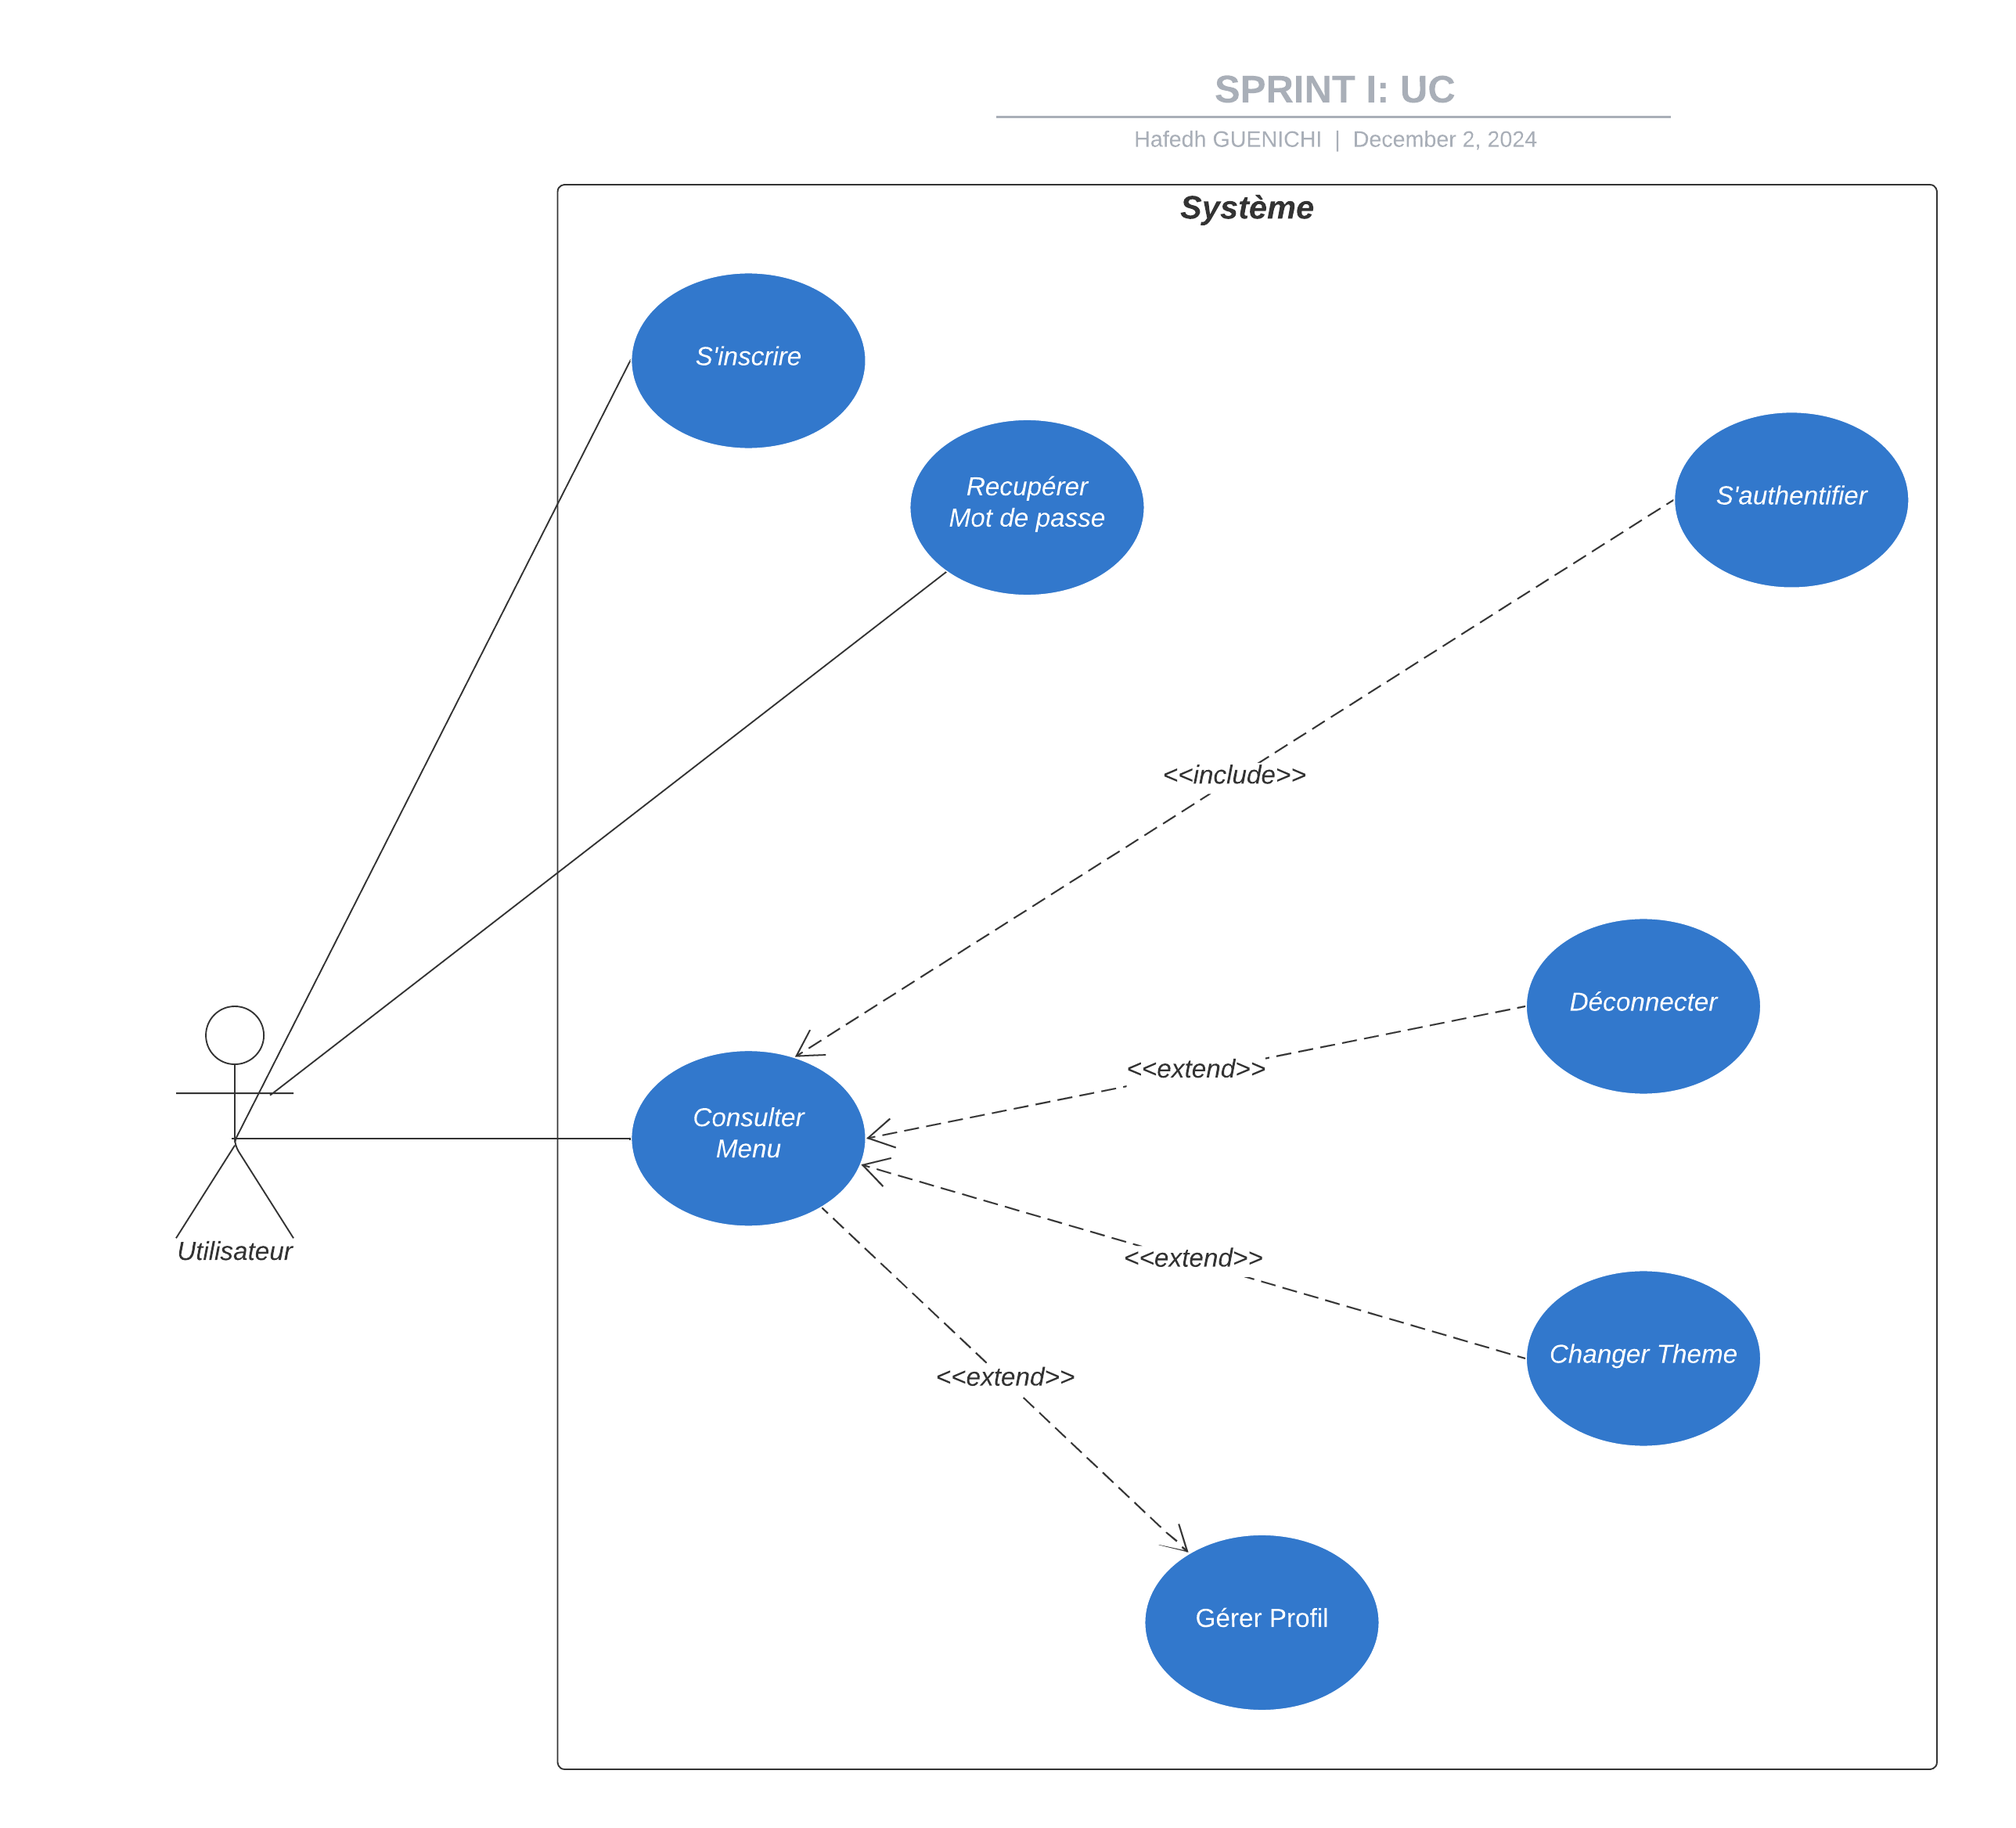 SPRINT I: UC
Hafedh GUENICHI | December 2, 2024
Système
S'inscrire
Recupérer
Mot de passe
S'authentifier
<<include>>
Déconnecter
<<extend>>
Consulter
Menu
Utilisateur
<<extend>>
Changer Theme
<<extend>>
Gérer Profil